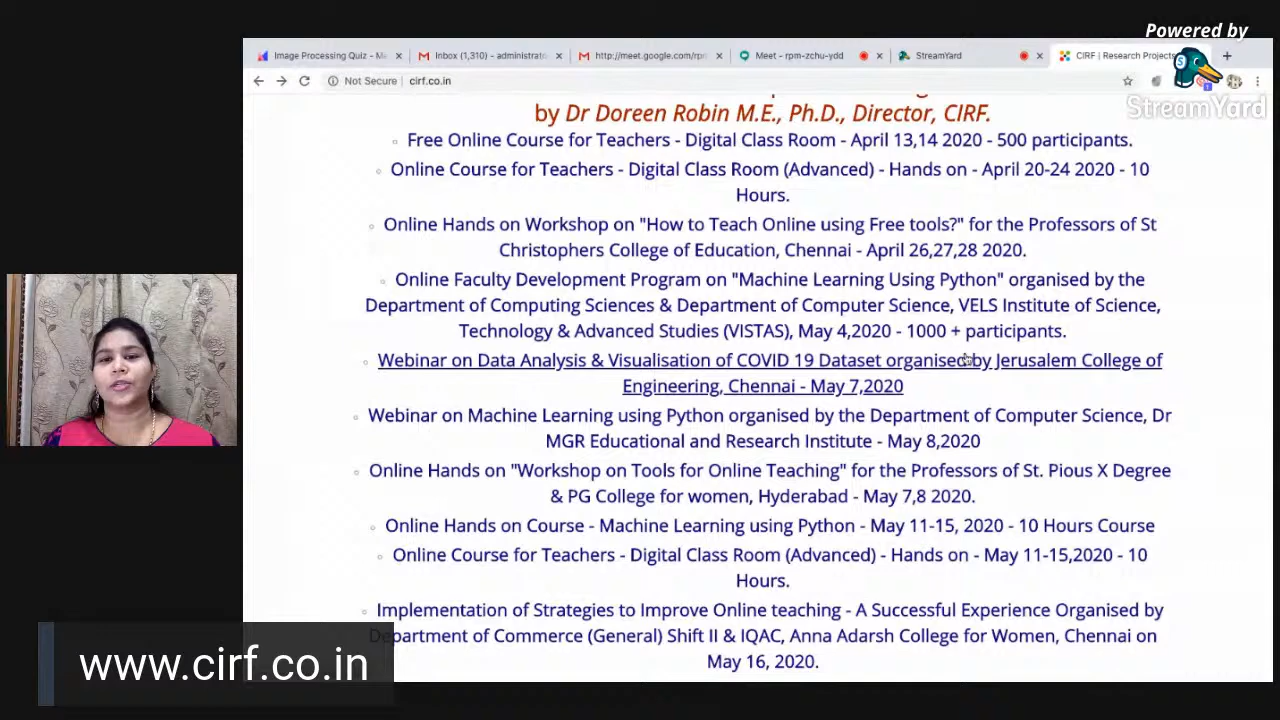 Powered by
StreamYard
Image Processing Quiz - M
Inbox (1,310) - administrat
http://meet.google.com/rpn
Meet - rpm-zchu-ydd
StreamYard
CIRF | Research Projects
Not Secure | cirf.co.in
by Dr Doreen Robin M.E., Ph.D., Director, CIRF.
Free Online Course for Teachers - Digital Class Room - April 13,14 2020 - 500 participants.
Online Course for Teachers - Digital Class Room (Advanced) - Hands on - April 20-24 2020 - 10
Hours.
Online Hands on Workshop on "How to Teach Online using Free tools?" for the Professors of St
Christophers College of Education, Chennai - April 26,27,28 2020.
Online Faculty Development Program on "Machine Learning Using Python" organised by the
Department of Computing Sciences & Department of Computer Science, VELS Institute of Science,
Technology & Advanced Studies (VISTAS), May 4,2020 - 1000 + participants.
Webinar on Data Analysis & Visualisation of COVID 19 Dataset organised by Jerusalem College of
Engineering, Chennai - May 7,2020
Webinar on Machine Learning using Python organised by the Department of Computer Science, Dr
MGR Educational and Research Institute - May 8,2020
Online Hands on "Workshop on Tools for Online Teaching" for the Professors of St. Pious X Degree
& PG College for women, Hyderabad - May 7,8 2020.
Online Hands on Course - Machine Learning using Python - May 11-15, 2020 - 10 Hours Course
Online Course for Teachers - Digital Class Room (Advanced) - Hands on - May 11-15,2020 - 10
Hours.
Implementation of Strategies to Improve Online teaching - A Successful Experience Organised by
Department of Commerce (General) Shift II & IQAC, Anna Adarsh College for Women, Chennai on
May 16, 2020.
www.cirf.co.in